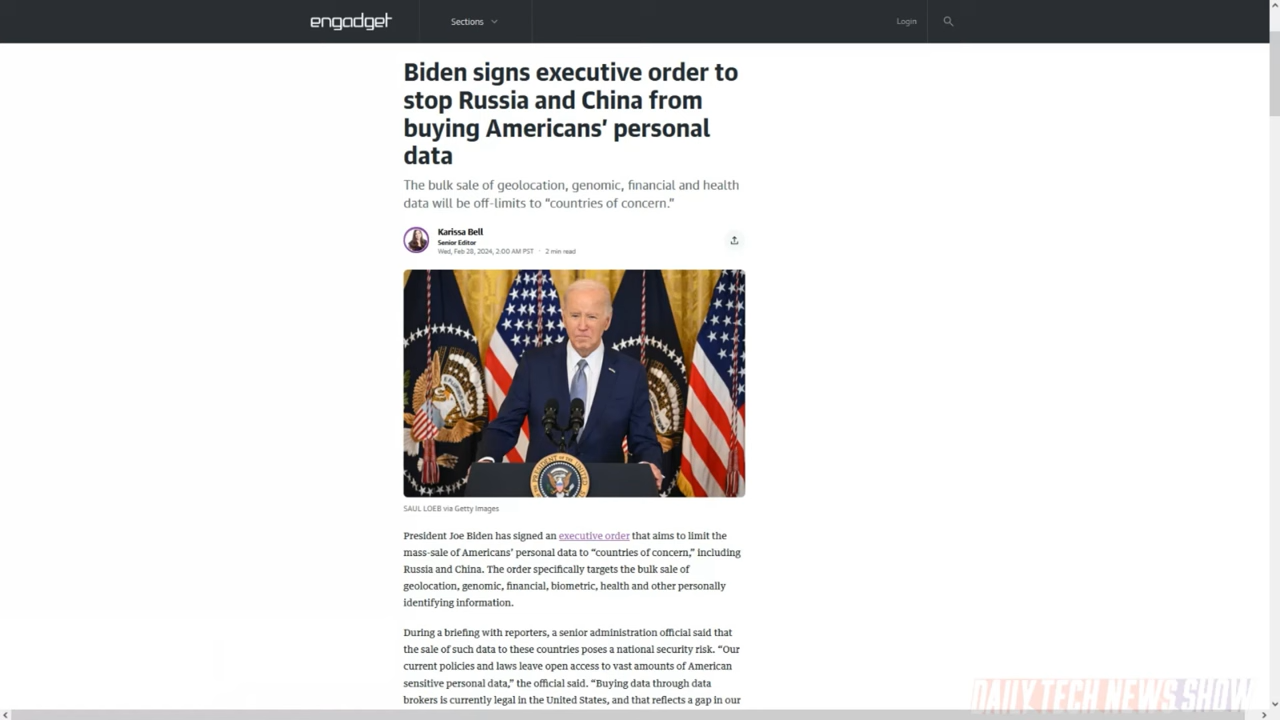 engadget
Sections
Login
Biden signs executive order to
stop Russia and China from
buying Americans’ personal
data
The bulk sale of geolocation, genomic, financial and health
data will be off-limits to “countries of concern.”
Karissa Bell
Senior Editor
Wed, Feb 28, 2024, 2:00 AM PST · 2 min read
SAUL LOEB via Getty Images
President Joe Biden has signed an executive order that aims to limit the
mass-sale of Americans’ personal data to “countries of concern,” including
Russia and China. The order specifically targets the bulk sale of
geolocation, genomic, financial, biometric, health and other personally
identifying information.
During a briefing with reporters, a senior administration official said that
the sale of such data to these countries poses a national security risk. “Our
current policies and laws leave open access to vast amounts of American
sensitive personal data,” the official said. “Buying data through data
brokers is currently legal in the United States, and that reflects a gap in our
DAILY TECH NEWS SHOW